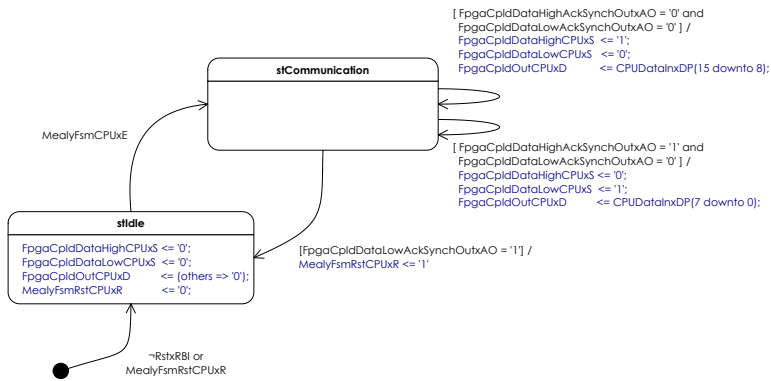 [ FpgaCpldDataHighAckSynchOutxAO = '0' and
FpgaCpldDataLowAckSynchOutxAO = '0' ] /
FpgaCpldDataHighCPUxS <= '1';
FpgaCpldDataLowCPUxS <= '0';
FpgaCpldOutCPUxD <= CPUDataInxDP(15 downto 8);
stCommunication
MealyFsmCPUxE
[ FpgaCpldDataHighAckSynchOutxAO = '1' and
FpgaCpldDataLowAckSynchOutxAO = '0' ] /
FpgaCpldDataHighCPUxS <= '0';
FpgaCpldDataLowCPUxS <= '1';
FpgaCpldOutCPUxD <= CPUDataInxDP(7 downto 0);
stIdle
FpgaCpldDataHighCPUxS <= '0';
FpgaCpldDataLowCPUxS <= '0';
FpgaCpldOutCPUxD <= (others => '0');
MealyFsmRstCPUxR <= '0';
[FpgaCpldDataLowAckSynchOutxAO = '1'] /
MealyFsmRstCPUxR <= '1'
¬RstxRBI or
MealyFsmRstCPUxR